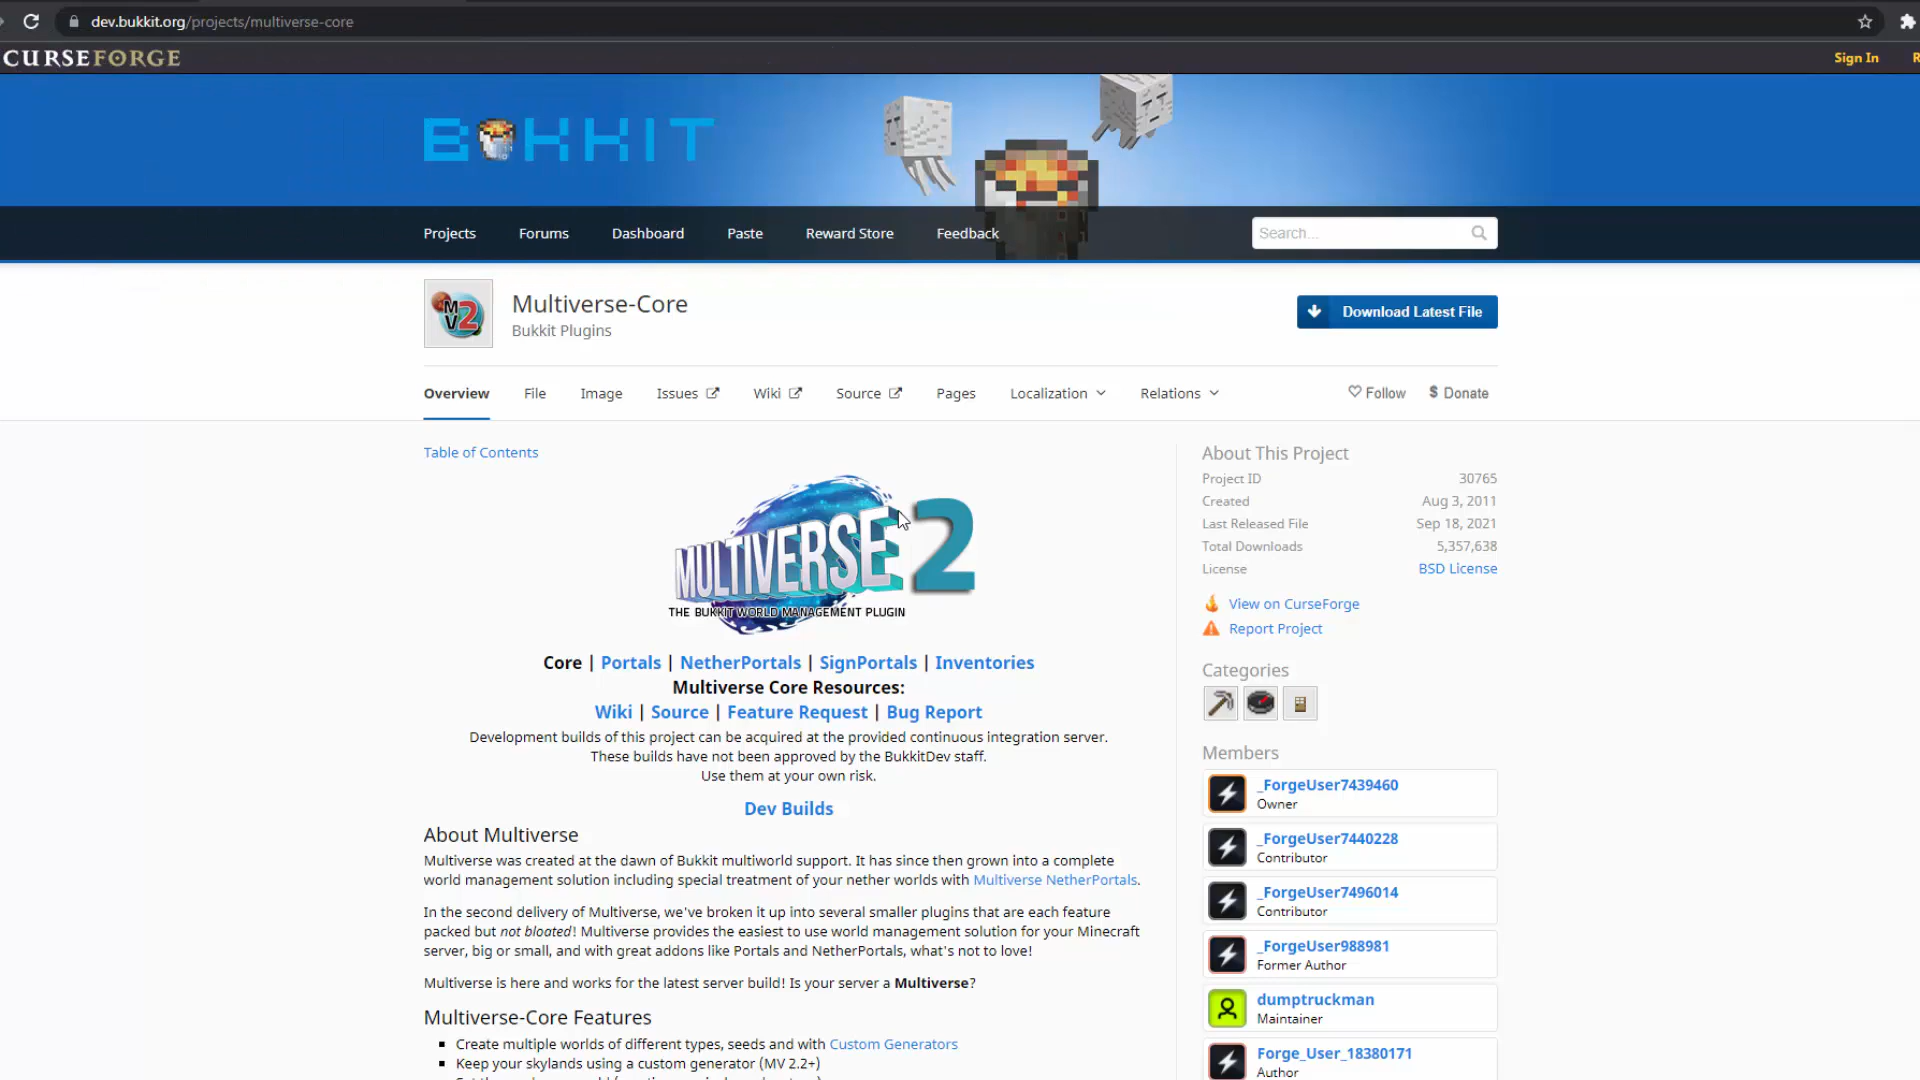 dev.bukkit.org/projects/multiverse-core
CURSEFORGE
Sign In
R
BUKKIT
Projects
Forums
Dashboard
Paste
Reward Store
Feedback
Search...
MV2
Multiverse-Core
Bukkit Plugins
Download Latest File
Overview
File
Image
Issues
Wiki
Source
Pages
Localization
Relations
Follow
$ Donate
Table of Contents
MULTIVERSE 2
THE BUKKIT WORLD MANAGEMENT PLUGIN
Core | Portals | NetherPortals | SignPortals | Inventories
Multiverse Core Resources:
Wiki | Source | Feature Request | Bug Report
Development builds of this project can be acquired at the provided continuous integration server.
These builds have not been approved by the BukkitDev staff.
Use them at your own risk.
Dev Builds
About Multiverse
Multiverse was created at the dawn of Bukkit multiworld support. It has since then grown into a complete
world management solution including special treatment of your nether worlds with Multiverse NetherPortals.
In the second delivery of Multiverse, we've broken it up into several smaller plugins that are each feature
packed but not bloated! Multiverse provides the easiest to use world management solution for your Minecraft
server, big or small, and with great addons like Portals and NetherPortals, what's not to love!
Multiverse is here and works for the latest server build! Is your server a Multiverse?
Multiverse-Core Features
Create multiple worlds of different types, seeds and with Custom Generators
Keep your skylands using a custom generator (MV 2.2+)
About This Project
Project ID 30765
Created Aug 3, 2011
Last Released File Sep 18, 2021
Total Downloads 5,357,638
License BSD License
View on CurseForge
Report Project
Categories
Members
_ForgeUser7439460
Owner
_ForgeUser7440228
Contributor
_ForgeUser7496014
Contributor
_ForgeUser988981
Former Author
dumptruckman
Maintainer
Forge_User_18380171
Author